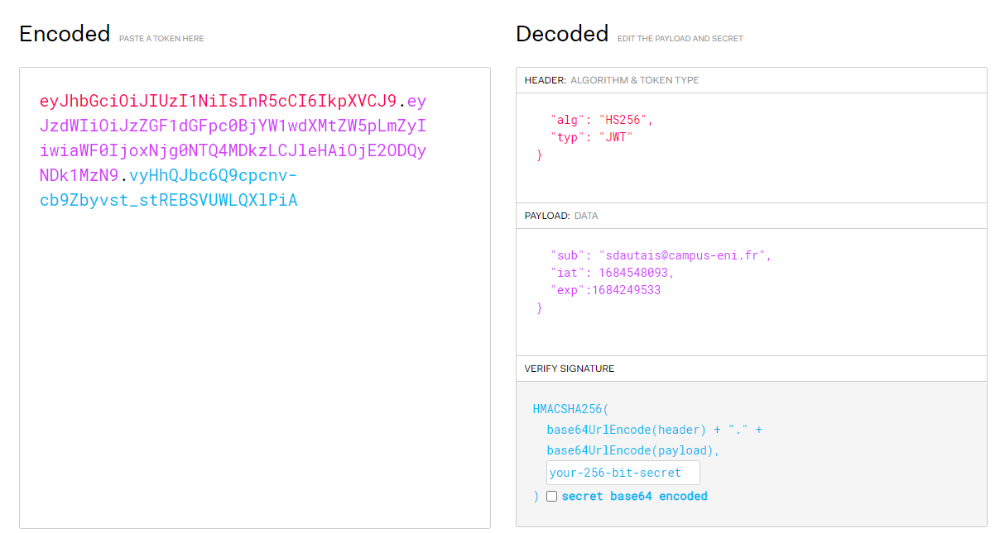 Encoded PASTE A TOKEN HERE
eyJhbGciOiJIUzI1NiIsInR5cCI6IkpXVCJ9.ey
JzdWIiOiJzZGF1dGFpc0BjYW1wdXMtZW5pLmZyI
iwiaWF0IjoxNjg0NTQ4MDkzLCJleHAiOjE2ODQy
NDk1MzN9.vyHhQJbc6Q9cpcnv-
cb9Zbyvst_stREBSVUWLQXlPiA
Decoded EDIT THE PAYLOAD AND SECRET
HEADER: ALGORITHM & TOKEN TYPE
"alg": "HS256",
"typ": "JWT"
}
PAYLOAD: DATA
"sub": "sdautais@campus-eni.fr",
"iat": 1684548093,
"exp":1684249533
}
VERIFY SIGNATURE
HMACSHA256(
base64UrlEncode(header) + "." +
base64UrlEncode(payload),
your-256-bit-secret
) secret base64 encoded